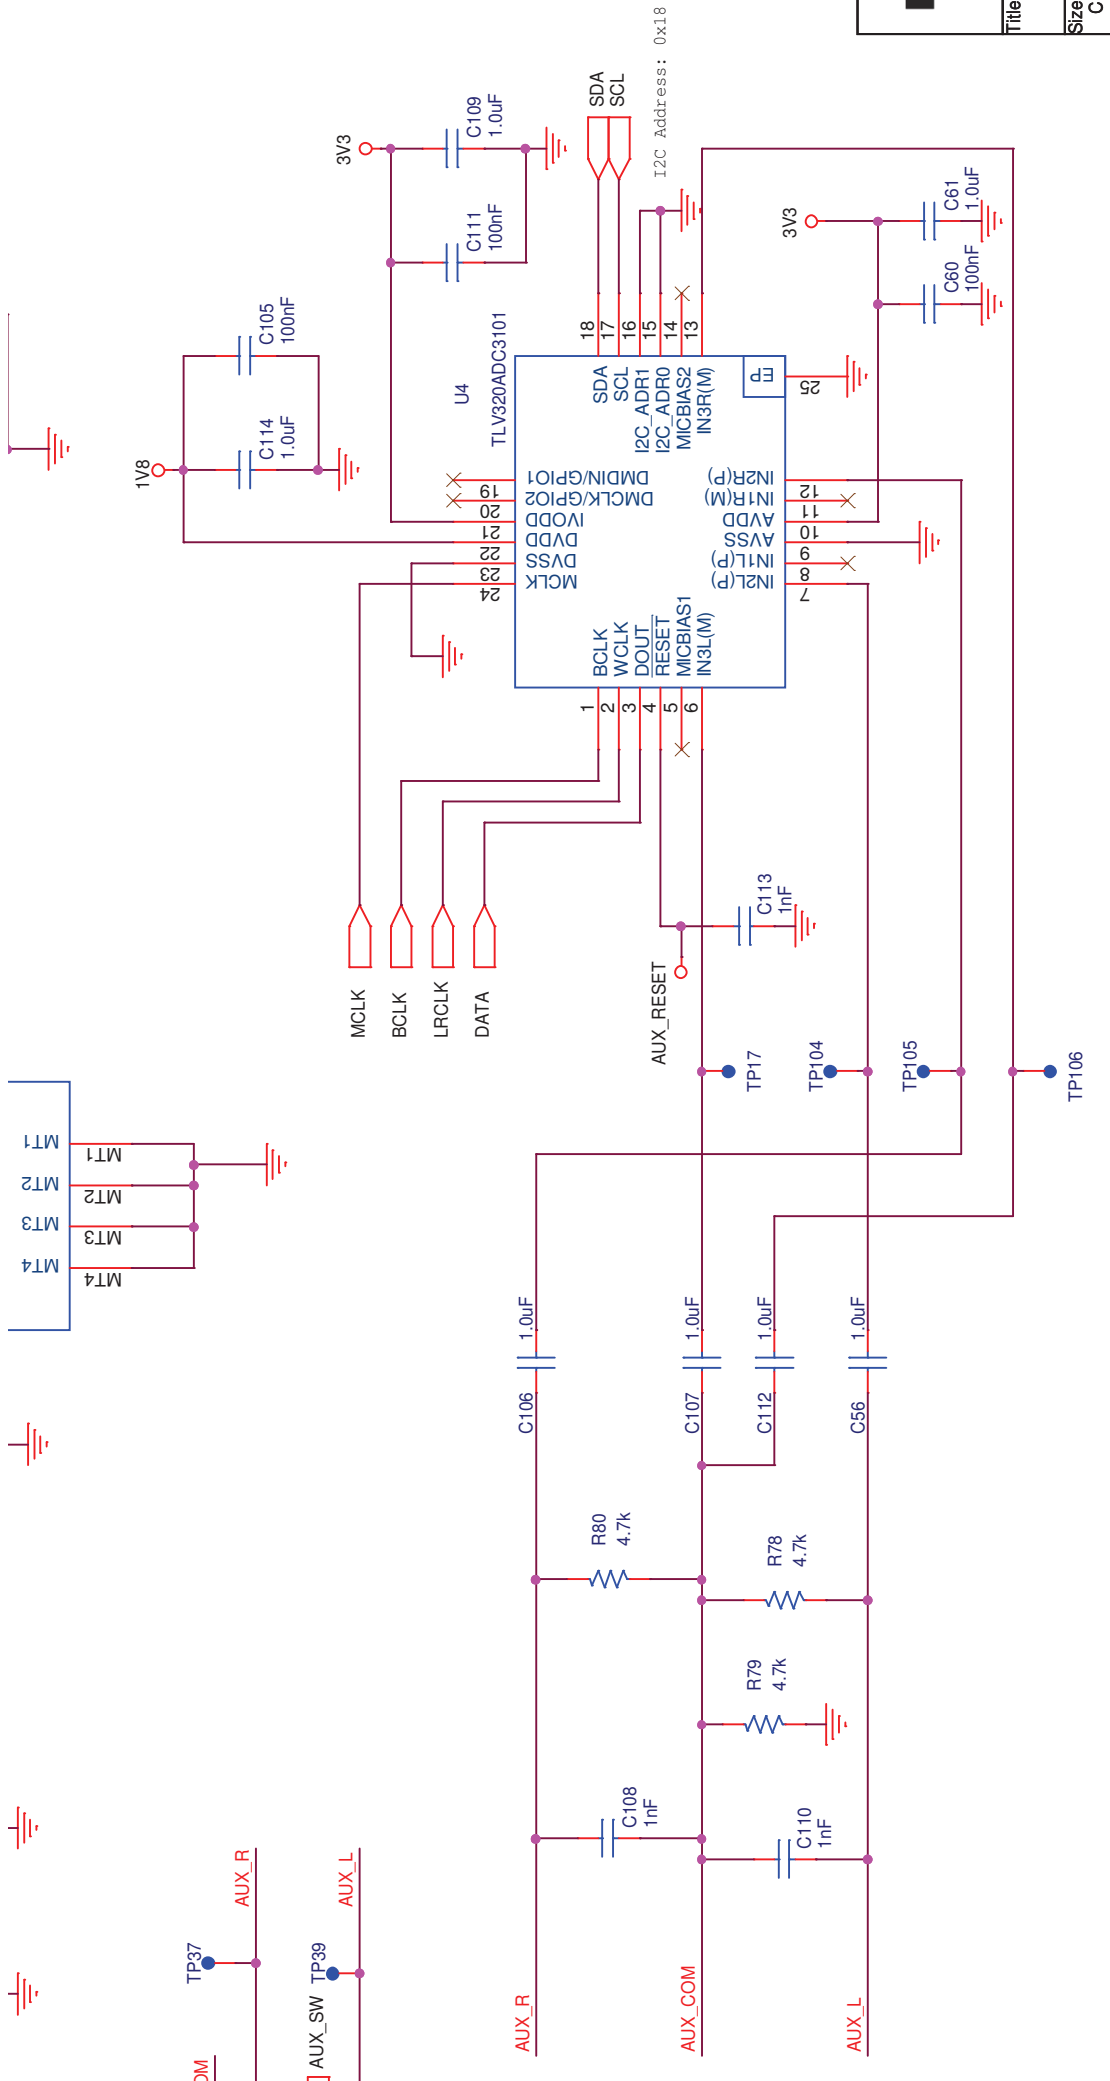 Title
Size
C
I2C Address: 0x18
SDA
SCL
3V3
C109
1.0uF
C111
100nF
C105
100nF
C114
1.0uF
1V8
3V3
C61
1.0uF
C60
100nF
U4
TLV320ADC3101
18
17
16
15
14
13
SDA
SCL
I2C_ADR1
I2C_ADR0
MICBIAS2
IN3R(M)
EP
25
DMDIN/GPIO1
DMCLK/GPIO2
IVODD
DVDD
DVSS
MCLK
19
20
21
22
23
24
IN2R(P)
IN1R(M)
AVDD
AVSS
IN1L(P)
IN2L(P)
12
11
10
9
8
7
BCLK
WCLK
DOUT
RESET
MICBIAS1
IN3L(M)
1
2
3
4
5
6
MCLK
BCLK
LRCLK
DATA
AUX_RESET
C113
1nF
TP17
TP104
TP105
TP106
MT1
MT2
MT3
MT4
MT1
MT2
MT3
MT4
C106
1.0uF
C107
1.0uF
C112
1.0uF
C56
1.0uF
R80
4.7k
R78
4.7k
R79
4.7k
C108
1nF
C110
1nF
AUX_R
TP37
AUX_L
TP39
AUX_SW
OM
AUX_R
AUX_COM
AUX_L